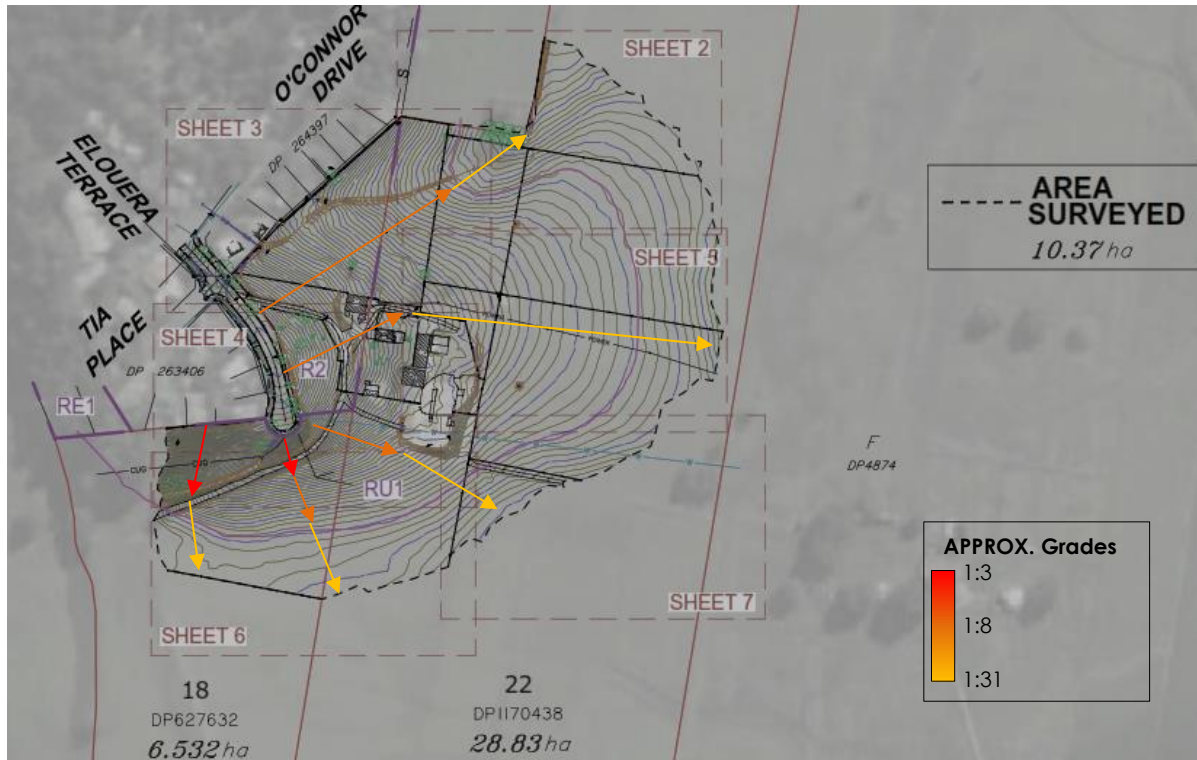 O'CONNOR
DRIVE
S
SHEET 2
SHEET 3
DP 264397
ELOUERA
TERRACE
AREA
SURVEYED
10.37 ha
SHEET 5
TIA
PLACE
SHEET 4
DP 263406
R2
POWER
RE1
RU1
F
DP4874
APPROX. Grades
1:3
1:8
1:31
SHEET 7
SHEET 6
18
DP627632
6.532 ha
22
DP1170438
28.83 ha